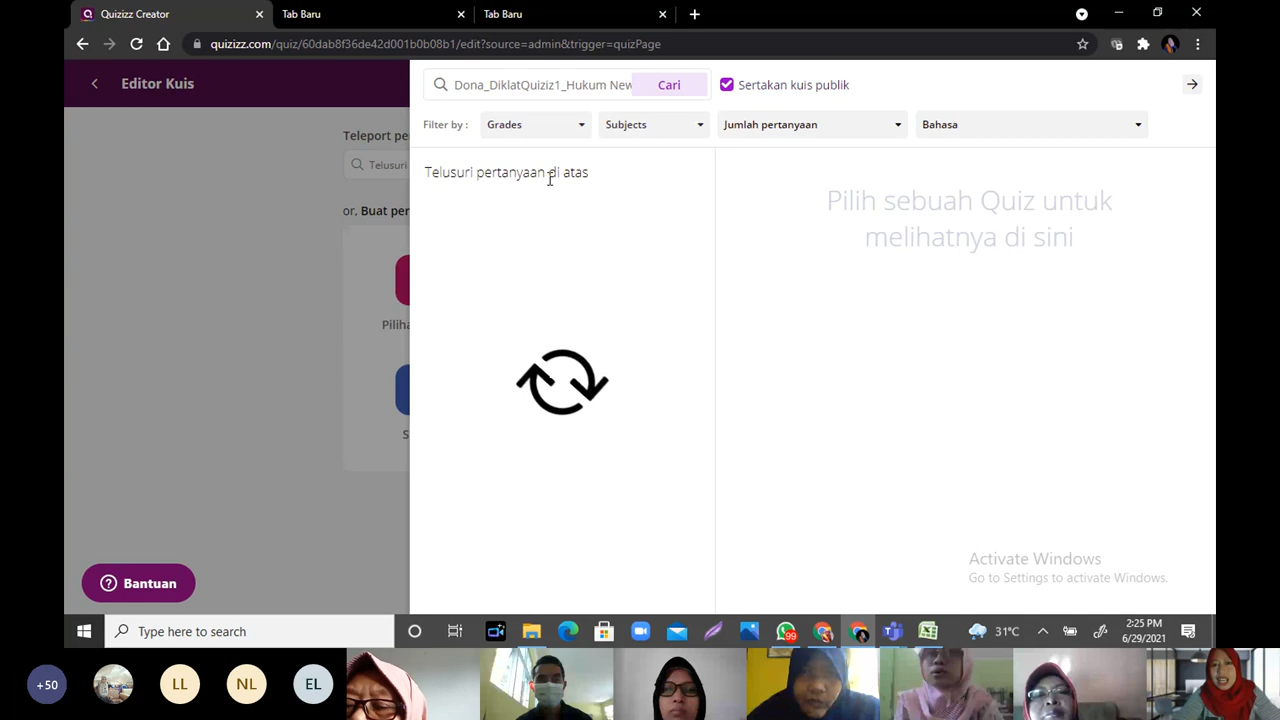 Quizizz Creator
Tab Baru
Tab Baru
quizizz.com/quiz/60dab8f36de42d001b0b08b1/edit?source=admin&trigger=quizPage
Editor Kuis
Dona_DiklatQuiziz1_Hukum New
Cari
Sertakan kuis publik
Filter by :
Grades
Subjects
Jumlah pertanyaan
Bahasa
Teleport pe
Telusuri
or, Buat per
Piliha
S
Telusuri pertanyaan di atas
Pilih sebuah Quiz untuk
melihatnya di sini
Activate Windows
Go to Settings to activate Windows.
Bantuan
Type here to search
99
31°C
2:25 PM
6/29/2021
+50
LL
NL
EL